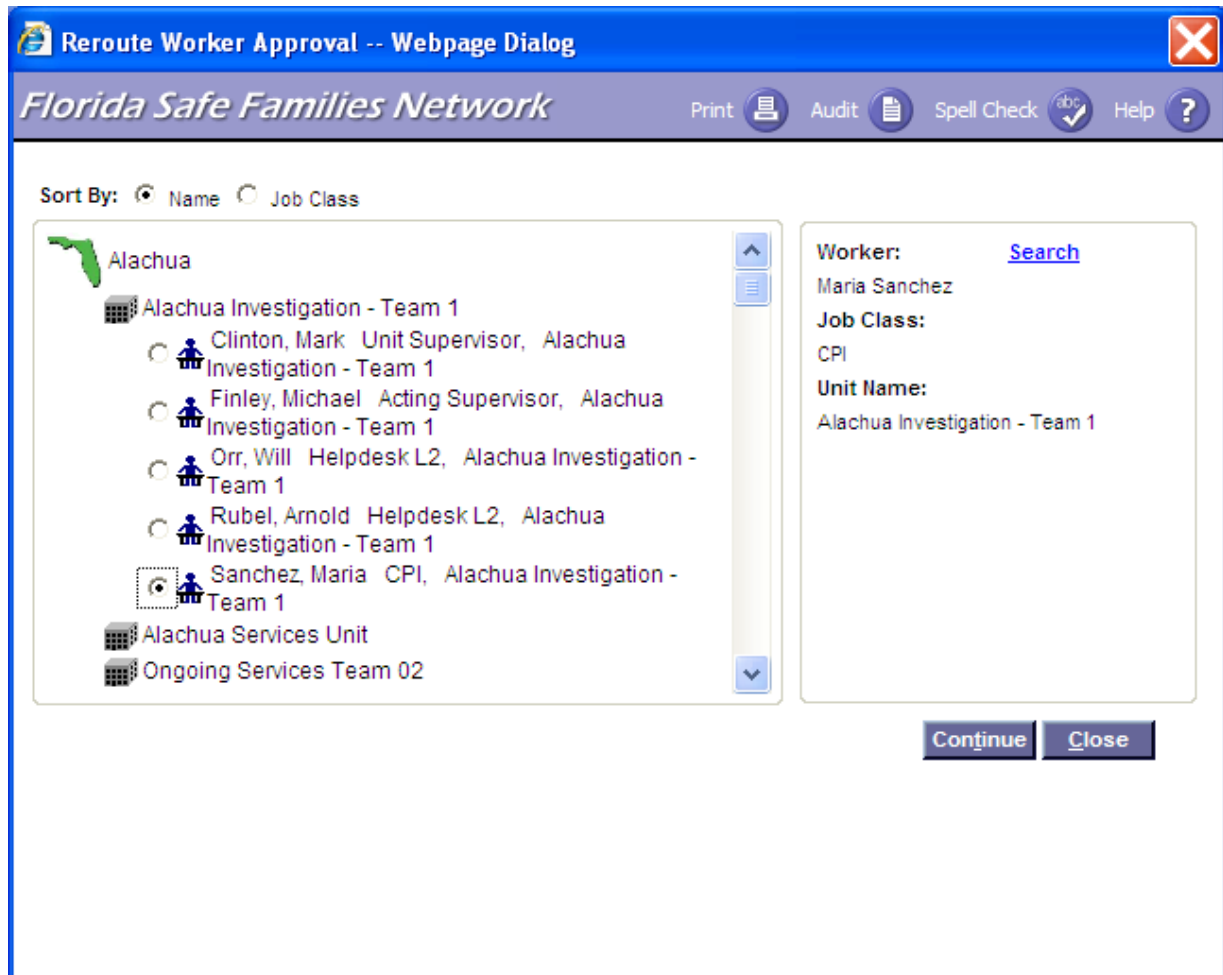 Reroute Worker Approval -- Webpage Dialog
Florida Safe Families Network Print Audit abc Spell Check Help ?
Sort By: Name Job Class
Alachua
Alachua Investigation - Team 1
Clinton, Mark Unit Supervisor, Alachua
Investigation - Team 1
Finley, Michael Acting Supervisor, Alachua
Investigation - Team 1
Orr, Will Helpdesk L2, Alachua Investigation -
Team 1
Rubel, Arnold Helpdesk L2, Alachua
Investigation - Team 1
Sanchez, Maria CPI, Alachua Investigation -
Team 1
Alachua Services Unit
Ongoing Services Team 02
Worker: Search
Maria Sanchez
Job Class:
CPI
Unit Name:
Alachua Investigation - Team 1
Continue Close